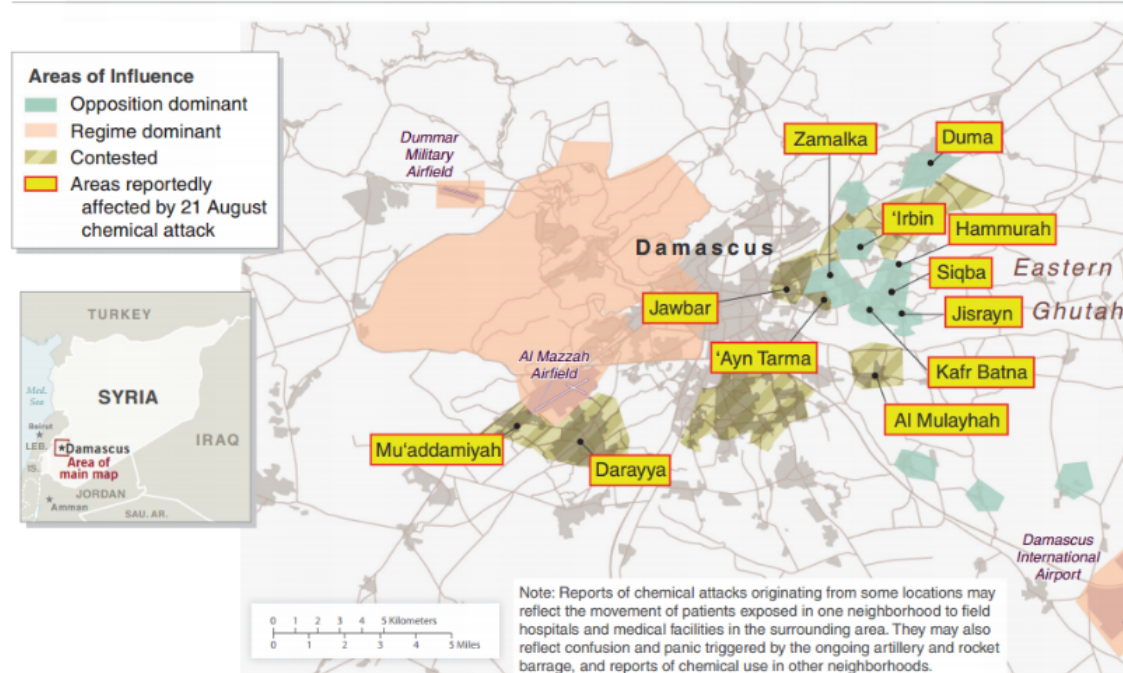 Areas of Influence
Opposition dominant
Regime dominant
Contested
Areas reportedly
affected by 21 August
chemical attack
Dummar
Military
Airfield
Zamalka
Duma
‘Irbin
Hammurah
Damascus
Siqba
Eastern
Ghutah
Jawbar
Jisrayn
Al Mazzah
Airfield
‘Ayn Tarma
Kafr Batna
Al Mulayhah
Mu‘addamiyah
Darayya
Damascus
International
Airport
TURKEY
Med.
Sea
SYRIA
Beirut
LEB.
Damascus
IRAQ
Area of
main map
IS.
JORDAN
Amman
SAU. AR.
0 1 2 3 4 5 Kilometers
0 1 2 3 4 5 Miles
Note: Reports of chemical attacks originating from some locations may
reflect the movement of patients exposed in one neighborhood to field
hospitals and medical facilities in the surrounding area. They may also
reflect confusion and panic triggered by the ongoing artillery and rocket
barrage, and reports of chemical use in other neighborhoods.